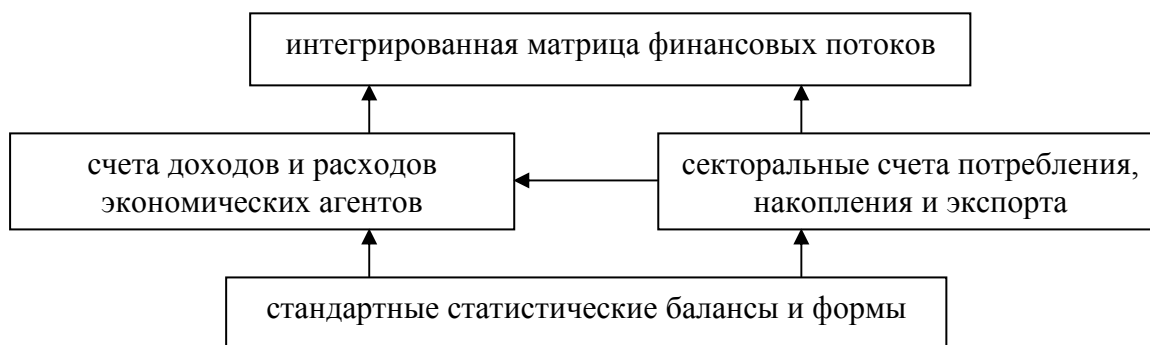 интегрированная матрица финансовых потоков
счета доходов и расходов
экономических агентов
секторальные счета потребления,
накопления и экспорта
стандартные статистические балансы и формы